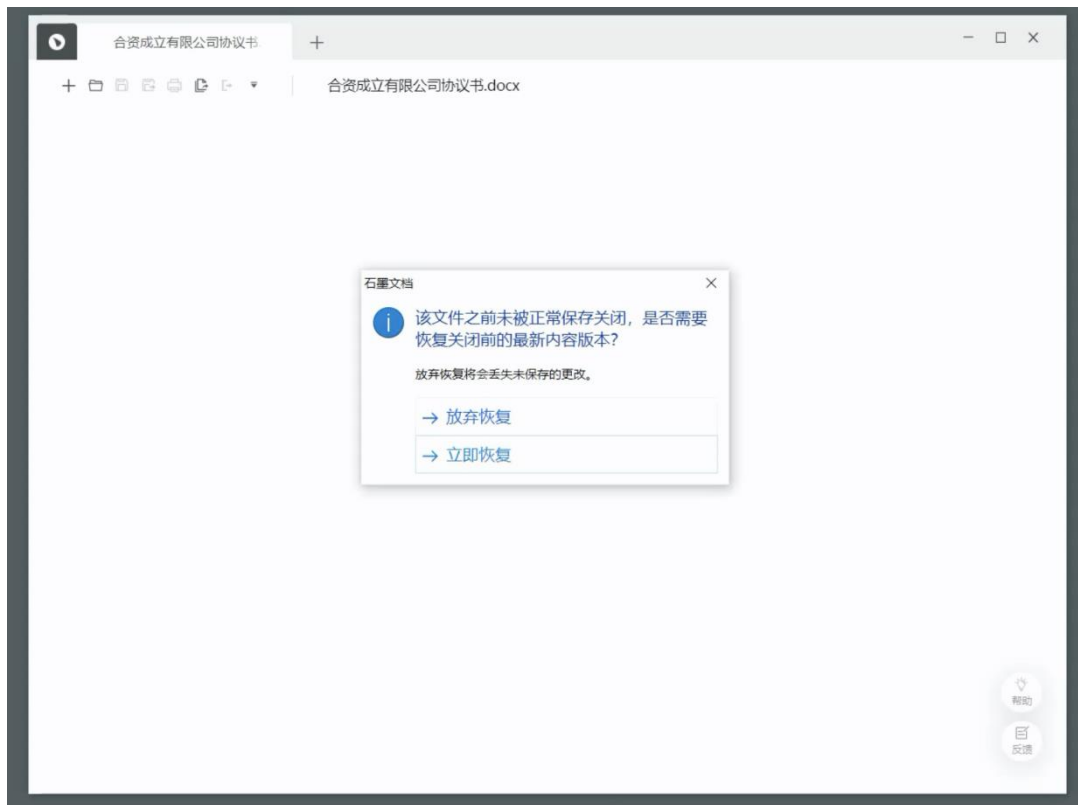 合资成立有限公司协议书
合资成立有限公司协议书.docx
石墨文档
该文件之前未被正常保存关闭，是否需要
恢复关闭前的最新内容版本？
放弃恢复将会丢失未保存的更改。
放弃恢复
立即恢复
帮助
反馈